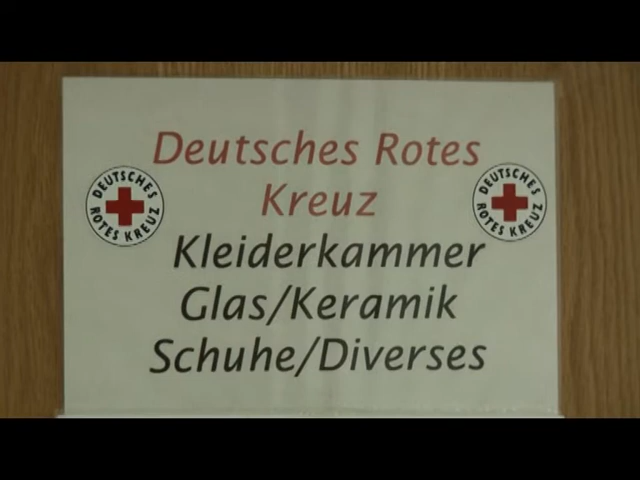 Deutsches Rotes
Kreuz
DEUTSCHES
ROTES KREUZ
DEUTSCHES
ROTES KREUZ
Kleiderkammer
Glas/Keramik
Schuhe/Diverses